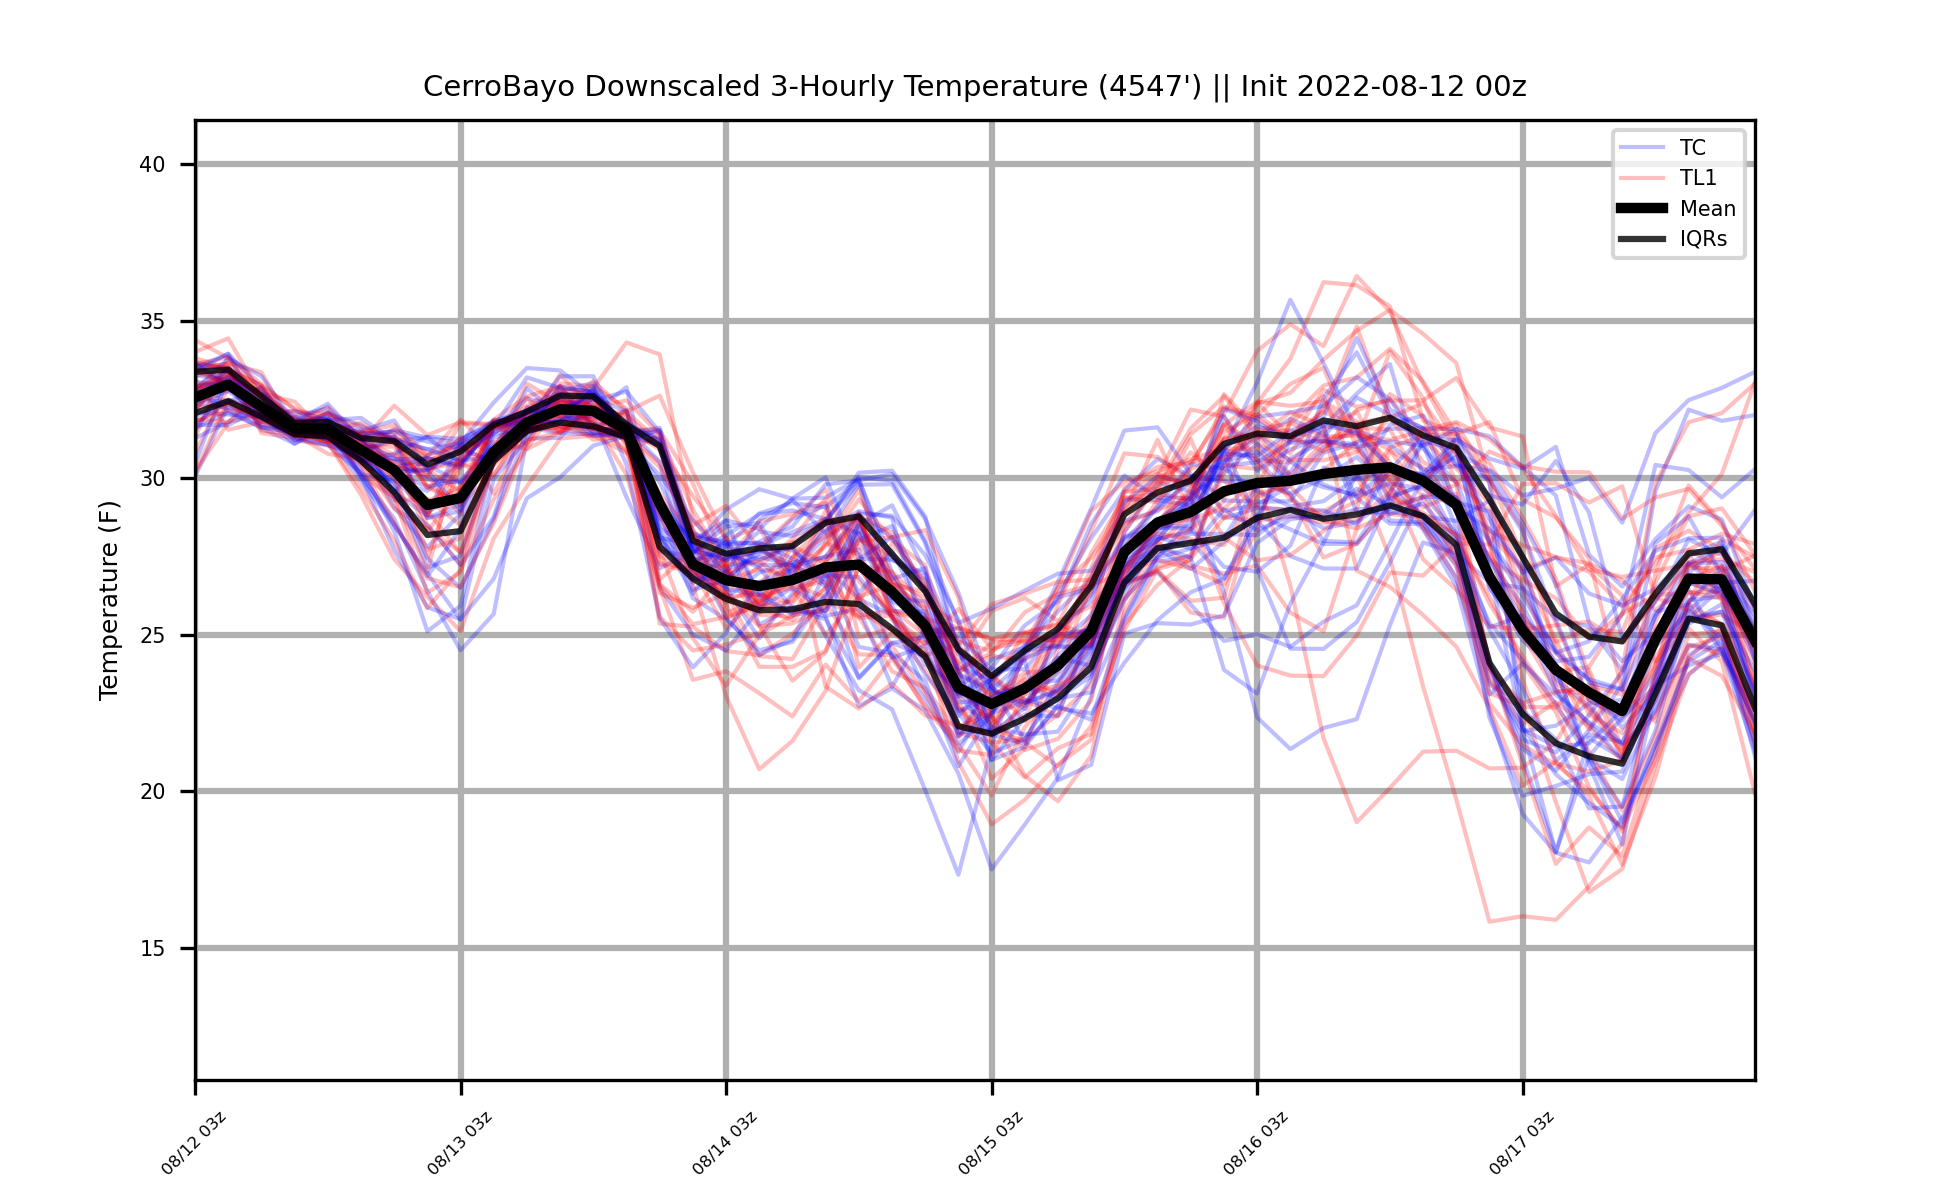 CerroBayo Downscaled 3-Hourly Temperature (4547') || Init 2022-08-12 00z
TC
TL1
Mean
IQRs
Temperature (F)
40
35
30
25
20
15
08/12 03z
08/13 03z
08/14 03z
08/15 03z
08/16 03z
08/17 03z